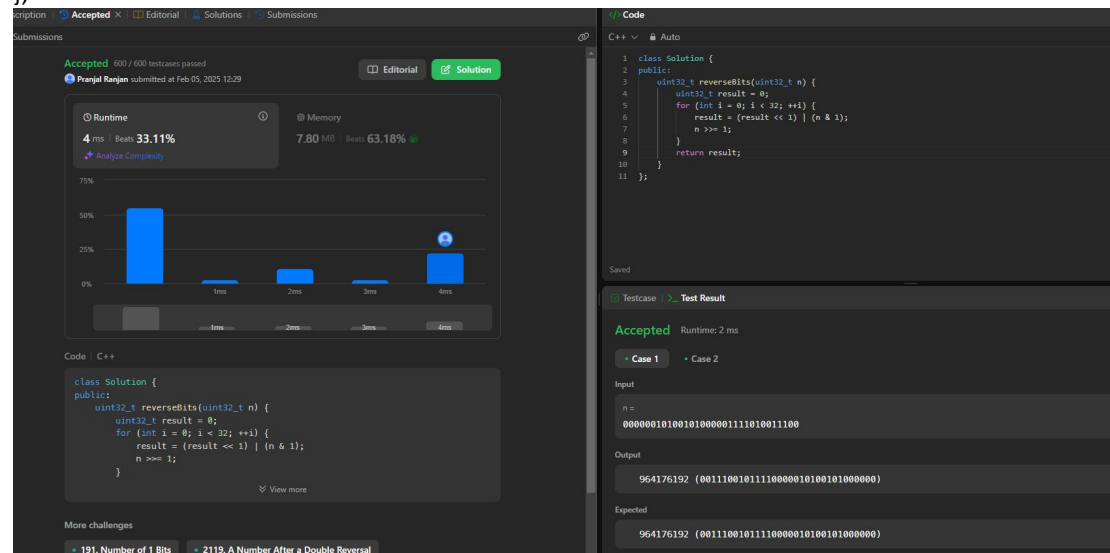 };
scription
Accepted ×
Editorial
Solutions
Submissions
Submissions
Accepted 600 / 600 testcases passed
Pranjal Ranjan submitted at Feb 05, 2025 12:29
Editorial
Solution
Runtime
4 ms Beats 33.11%
Analyze Complexity
Memory
7.80 MB Beats 63.18%
75%
50%
25%
0%
1ms 2ms 3ms 4ms
1ms 2ms 3ms 4ms
Code C++
class Solution {
public:
uint32_t reverseBits(uint32_t n) {
uint32_t result = 0;
for (int i = 0; i < 32; ++i) {
result = (result << 1) | (n & 1);
n >>= 1;
}
View more
More challenges
191. Number of 1 Bits
2119. A Number After a Double Reversal
</> Code
C++ Auto
1 class Solution {
2 public:
3 uint32_t reverseBits(uint32_t n) {
4 uint32_t result = 0;
5 for (int i = 0; i < 32; ++i) {
6 result = (result << 1) | (n & 1);
7 n >>= 1;
8 }
9 return result;
10 }
11 };
Saved
Testcase
>_ Test Result
Accepted Runtime: 2 ms
Case 1
Case 2
Input
n =
00000010100101000001111010011100
Output
964176192 (00111001011110000010100101000000)
Expected
964176192 (00111001011110000010100101000000)